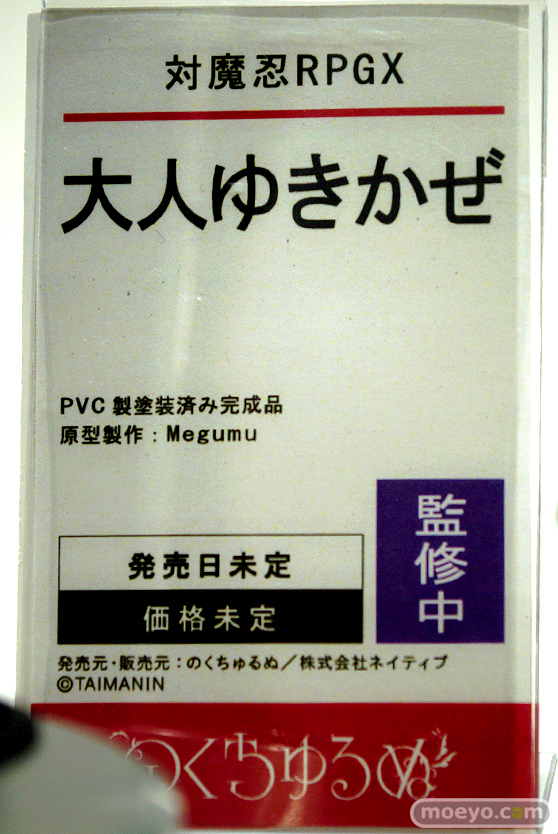 対魔忍RPGX
大人ゆきかぜ
PVC製塗装済み完成品
原型製作：Megumu
監修中
発売日未定
価格未定
発売元・販売元：のくちゅるぬ／株式会社ネイティブ
©TAIMANIN
のくちゅるぬ
moeyo.com